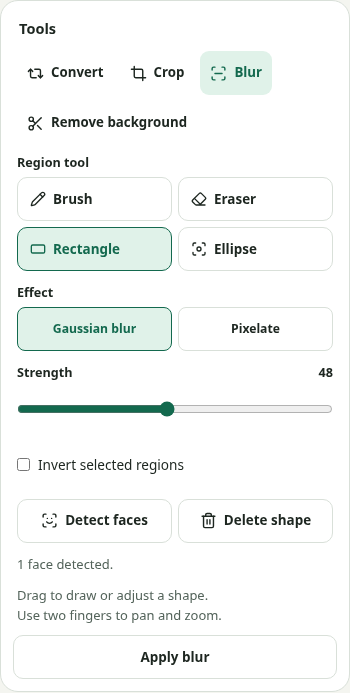 Tools
Convert Crop Blur
Remove background
Region tool
Brush Eraser
Rectangle Ellipse
Effect
Gaussian blur Pixelate
Strength 48
Invert selected regions
Detect faces Delete shape
1 face detected.
Drag to draw or adjust a shape.
Use two fingers to pan and zoom.
Apply blur